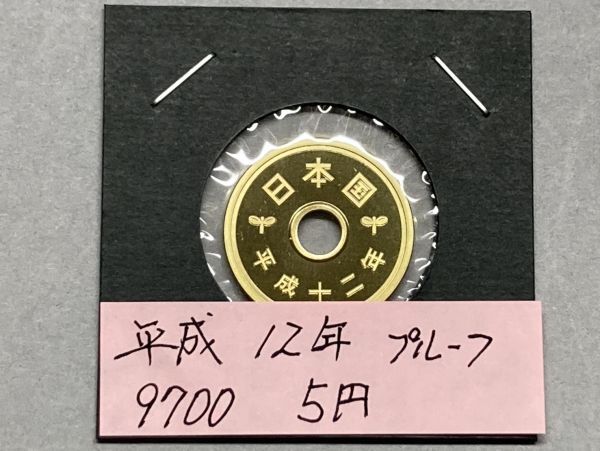 日本国
平成十二年
平成 12年 プルーフ
9700 5円